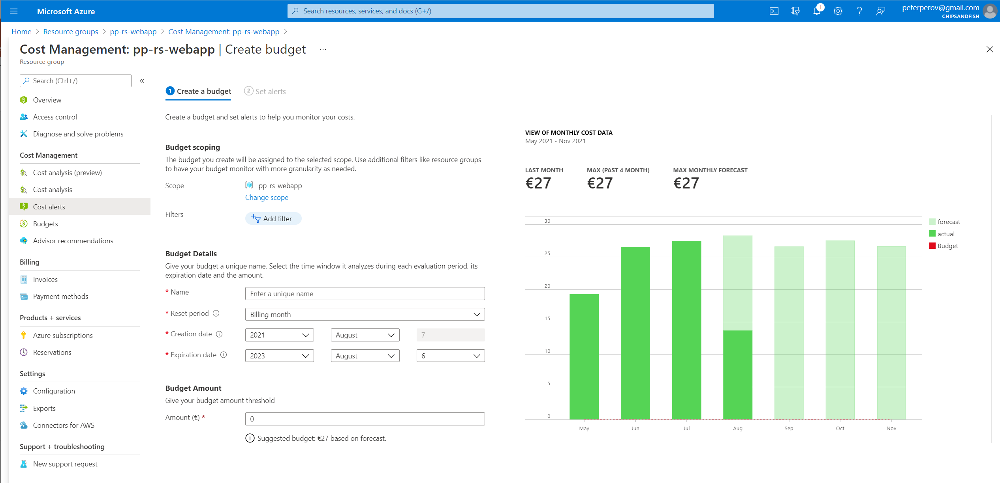 Microsoft Azure
Search resources, services, and docs (G+/)
1
peterperov@gmail.com
CHIPSANDFISH
Home > Resource groups > pp-rs-webapp > Cost Management: pp-rs-webapp >
Cost Management: pp-rs-webapp | Create budget ...
Resource group
Search (Ctrl+/)
«
Overview
Access control
Diagnose and solve problems
Cost Management
Cost analysis (preview)
Cost analysis
Cost alerts
Budgets
Advisor recommendations
Billing
Invoices
Payment methods
Products + services
Azure subscriptions
Reservations
Settings
Configuration
Exports
Connectors for AWS
Support + troubleshooting
New support request
1 Create a budget
2 Set alerts
Create a budget and set alerts to help you monitor your costs.
Budget scoping
The budget you create will be assigned to the selected scope. Use additional filters like resource groups
to have your budget monitor with more granularity as needed.
Scope
pp-rs-webapp
Change scope
Filters
Add filter
Budget Details
Give your budget a unique name. Select the time window it analyzes during each evaluation period, its
expiration date and the amount.
* Name
Enter a unique name
* Reset period
Billing month
* Creation date
2021
August
7
* Expiration date
2023
August
6
Budget Amount
Give your budget amount threshold
Amount (€) *
0
Suggested budget: €27 based on forecast.
VIEW OF MONTHLY COST DATA
May 2021 - Nov 2021
LAST MONTH
€27
MAX (PAST 4 MONTH)
€27
MAX MONTHLY FORECAST
€27
30
25
20
15
10
5
0
May
Jun
Jul
Aug
Sep
Oct
Nov
forecast
actual
Budget